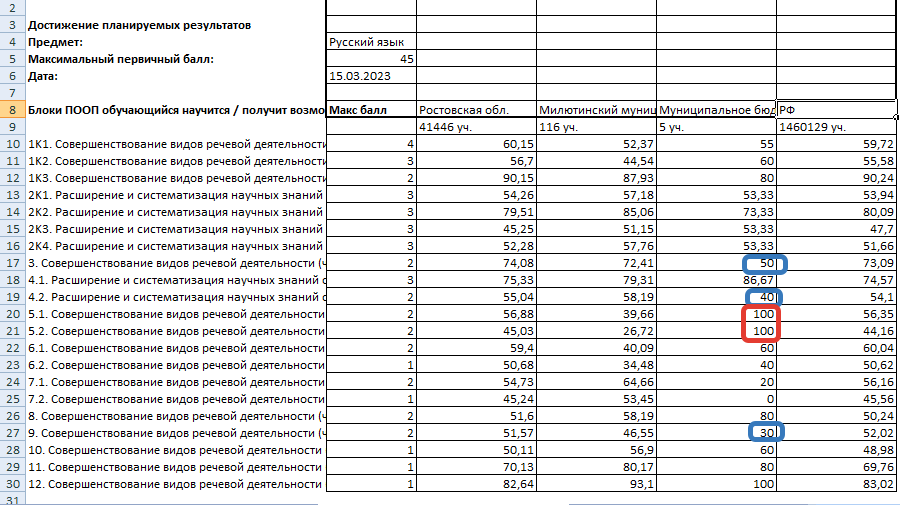 2
3 Достижение планируемых результатов
4 Предмет: Русский язык
5 Максимальный первичный балл: 45
6 Дата: 15.03.2023
7
8 Блоки ПООП обучающийся научится / получит возмо Макс балл Ростовская обл. Милютинский муниц Муниципальное бюд РФ
9 41446 уч. 116 уч. 5 уч. 1460129 уч.
10 1К1. Совершенствование видов речевой деятельности 4 60,15 52,37 55 59,72
11 1К2. Совершенствование видов речевой деятельности 3 56,7 44,54 60 55,58
12 1К3. Совершенствование видов речевой деятельности 2 90,15 87,93 80 90,24
13 2К1. Расширение и систематизация научных знаний 3 54,26 57,18 53,33 53,94
14 2К2. Расширение и систематизация научных знаний 3 79,51 85,06 73,33 80,09
15 2К3. Расширение и систематизация научных знаний 3 45,25 51,15 53,33 47,7
16 2К4. Расширение и систематизация научных знаний 3 52,28 57,76 53,33 51,66
17 3. Совершенствование видов речевой деятельности (ч 2 74,08 72,41 50 73,09
18 4.1. Расширение и систематизация научных знаний о 3 75,33 79,31 86,67 74,57
19 4.2. Расширение и систематизация научных знаний о 2 55,04 58,19 40 54,1
20 5.1. Совершенствование видов речевой деятельности 2 56,88 39,66 100 56,35
21 5.2. Совершенствование видов речевой деятельности 2 45,03 26,72 100 44,16
22 6.1. Совершенствование видов речевой деятельности 2 59,4 40,09 60 60,04
23 6.2. Совершенствование видов речевой деятельности 1 50,68 34,48 40 50,62
24 7.1. Совершенствование видов речевой деятельности 2 54,73 64,66 20 56,16
25 7.2. Совершенствование видов речевой деятельности 1 45,24 53,45 0 45,56
26 8. Совершенствование видов речевой деятельности (ч 2 51,6 58,19 80 50,24
27 9. Совершенствование видов речевой деятельности (ч 2 51,57 46,55 30 52,02
28 10. Совершенствование видов речевой деятельности 1 50,11 56,9 60 48,98
29 11. Совершенствование видов речевой деятельности 1 70,13 80,17 80 69,76
30 12. Совершенствование видов речевой деятельности 1 82,64 93,1 100 83,02
31